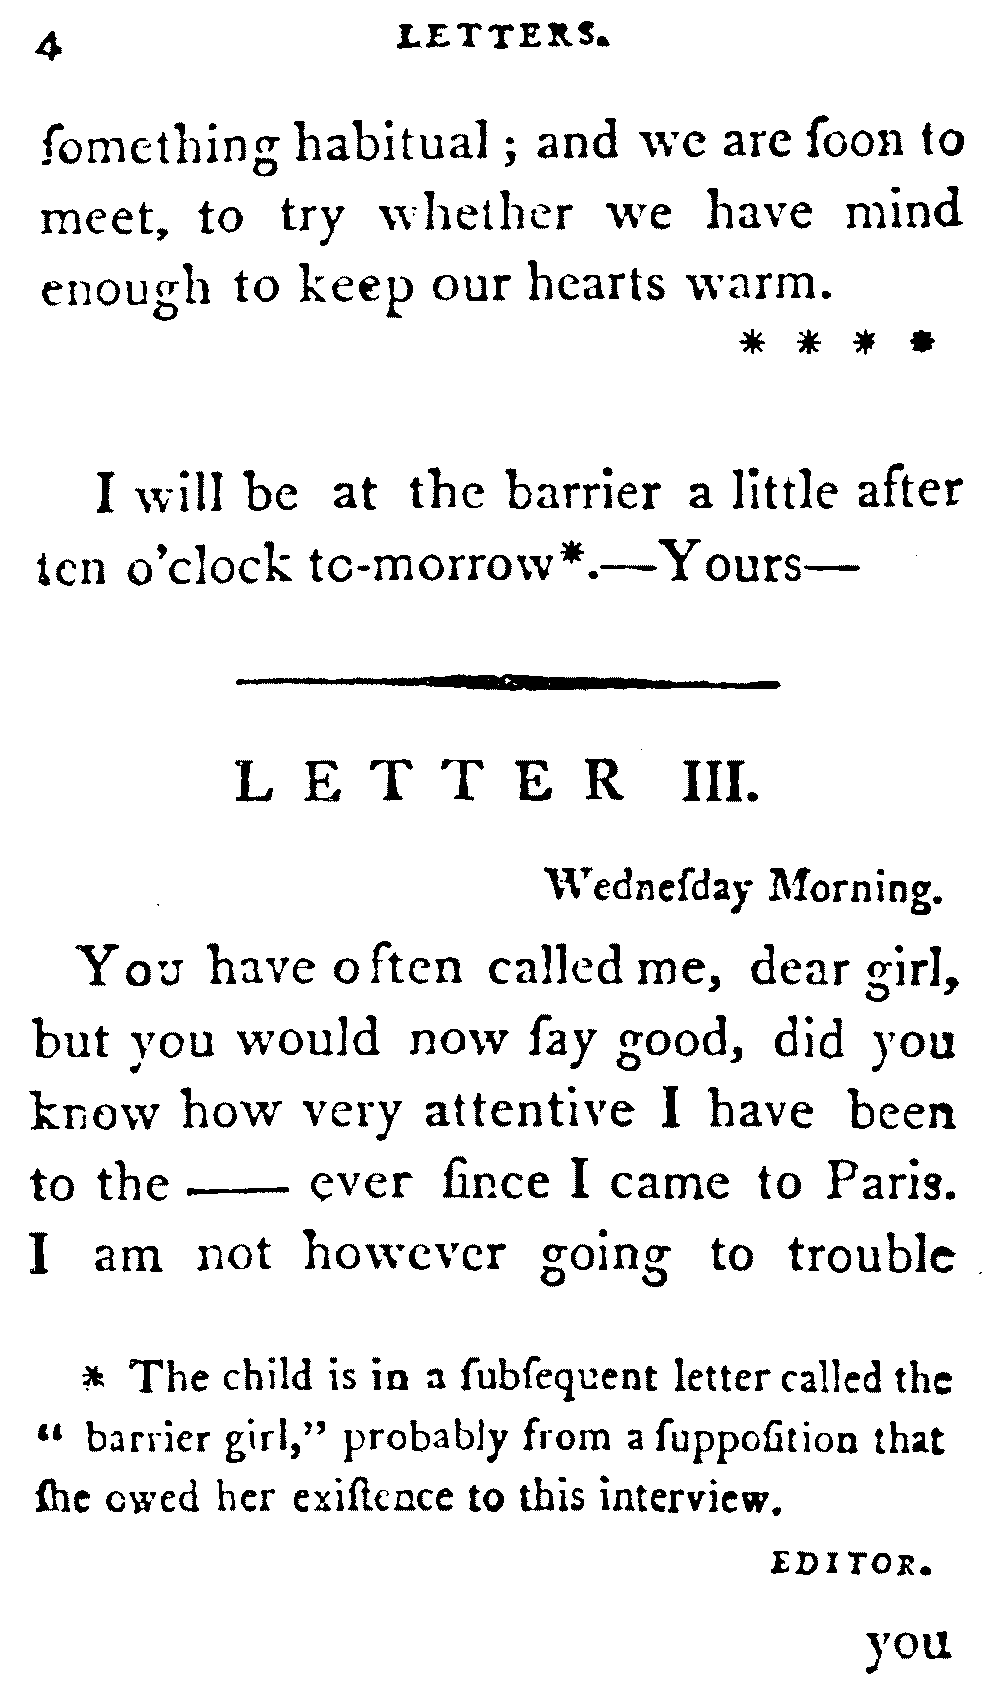 4 LETTERS.
ſomething habitual ; and we are ſoon to
meet, to try whether we have mind
enough to keep our hearts warm.
* * * *
I will be at the barrier a little after
ten o'clock to-morrow*.—Yours—
LETTER III.
Wedneſday Morning.
You have often called me, dear girl,
but you would now ſay good, did you
know how very attentive I have been
to the —— ever ſince I came to Paris.
I am not however going to trouble
* The child is in a ſubſequent letter called the
“ barrier girl,” probably from a ſuppoſition that
ſhe owed her exiſtence to this interview.
EDITOR.
you